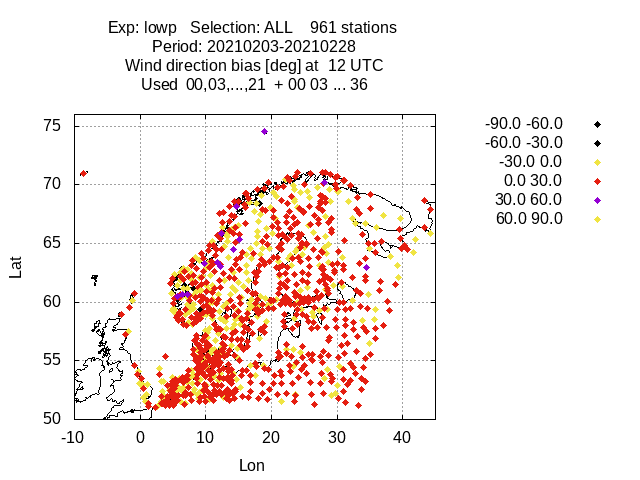 Exp: lowp   Selection: ALL    961 stations
Period: 20210203-20210228
Wind direction bias [deg] at  12 UTC
Used  00,03,...,21  + 00 03 ... 36
-90.0 -60.0
-60.0 -30.0
-30.0 0.0
0.0 30.0
30.0 60.0
60.0 90.0
75
70
65
60
55
50
Lat
-10 0 10 20 30 40
Lon